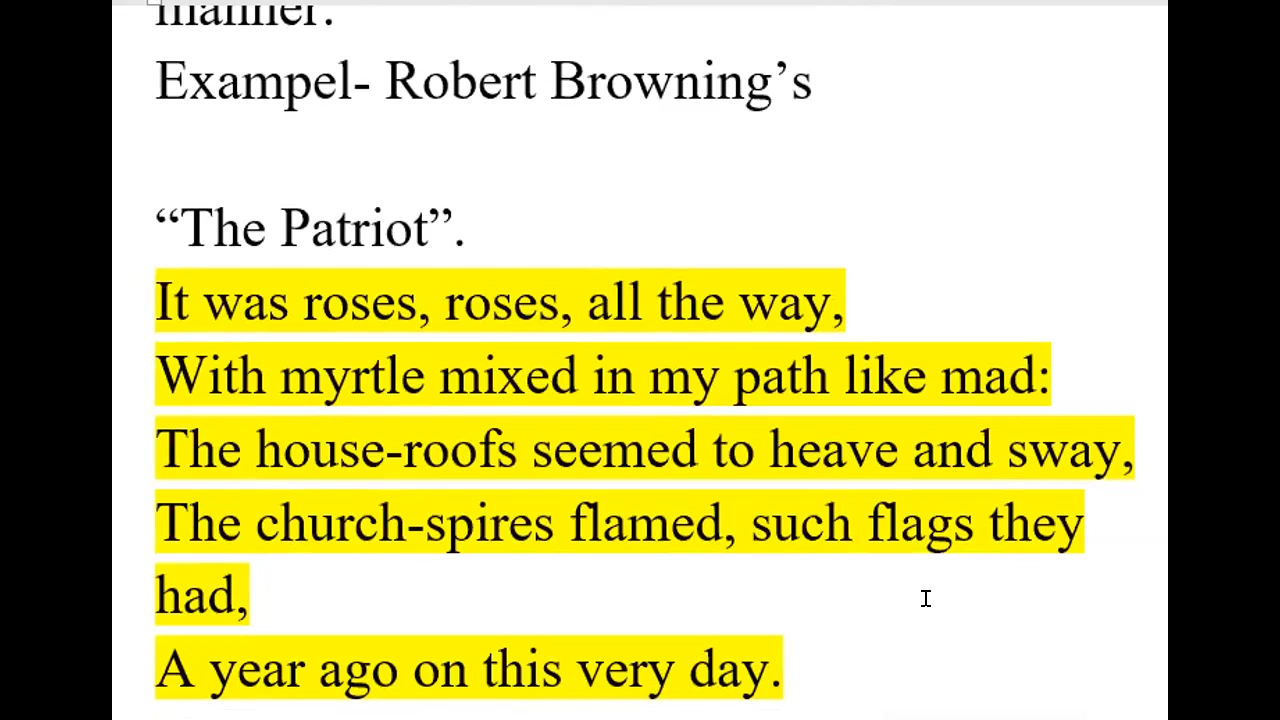 manner.
Exampel- Robert Browning’s
“The Patriot”.
It was roses, roses, all the way,
With myrtle mixed in my path like mad:
The house-roofs seemed to heave and sway,
The church-spires flamed, such flags they
had,
A year ago on this very day.